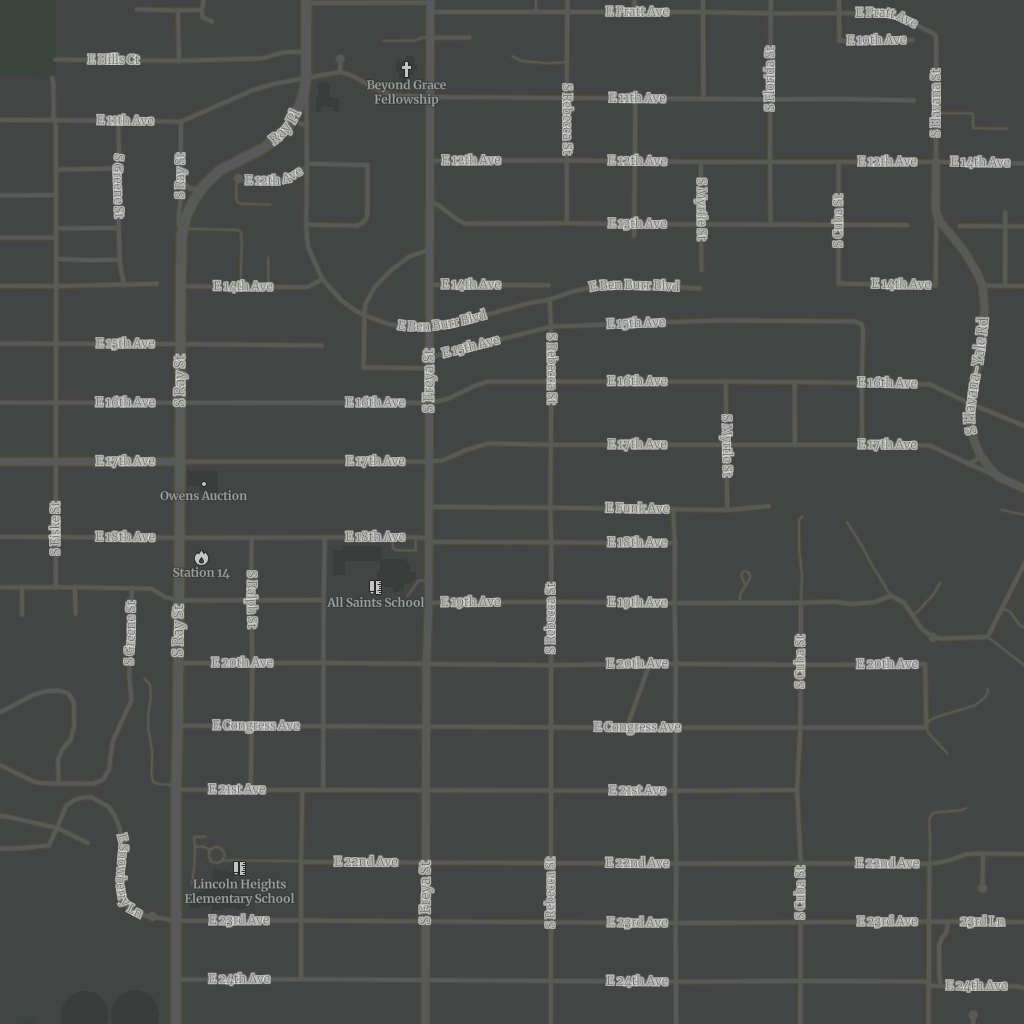 E Pratt Ave
E Pratt Ave
E 10th Ave
E Hills Ct
S Florida St
Beyond Grace
Fellowship
S Rebecca St
E 11th Ave
S Havana St
E 11th Ave
Ray Pl
E 12th Ave
E 12th Ave
E 12th Ave
E 14th Ave
S Greene St
S Ray St
E 12th Ave
S Myrtle St
S Cuba St
E 13th Ave
E 14th Ave
E 14th Ave
E Ben Burr Blvd
E 14th Ave
E Ben Burr Blvd
E 15th Ave
E 15th Ave
E 15th Ave
S Havana-Yale Rd
S Ray St
S Freya St
S Rebecca St
E 16th Ave
E 16th Ave
E 16th Ave
E 16th Ave
S Myrtle St
E 17th Ave
E 17th Ave
E 17th Ave
E 17th Ave
Owens Auction
E Funk Ave
S Fiske St
E 18th Ave
E 18th Ave
E 18th Ave
Station 14
S Ralph St
All Saints School
E 19th Ave
E 19th Ave
S Greene St
S Ray St
S Rebecca St
S Cuba St
E 20th Ave
E 20th Ave
E 20th Ave
E Congress Ave
E Congress Ave
E 21st Ave
E 21st Ave
E Snowberry Ln
E 22nd Ave
E 22nd Ave
E 22nd Ave
Lincoln Heights
Elementary School
S Freya St
S Rebecca St
S Cuba St
E 23rd Ave
E 23rd Ave
E 23rd Ave
23rd Ln
E 24th Ave
E 24th Ave
E 24th Ave